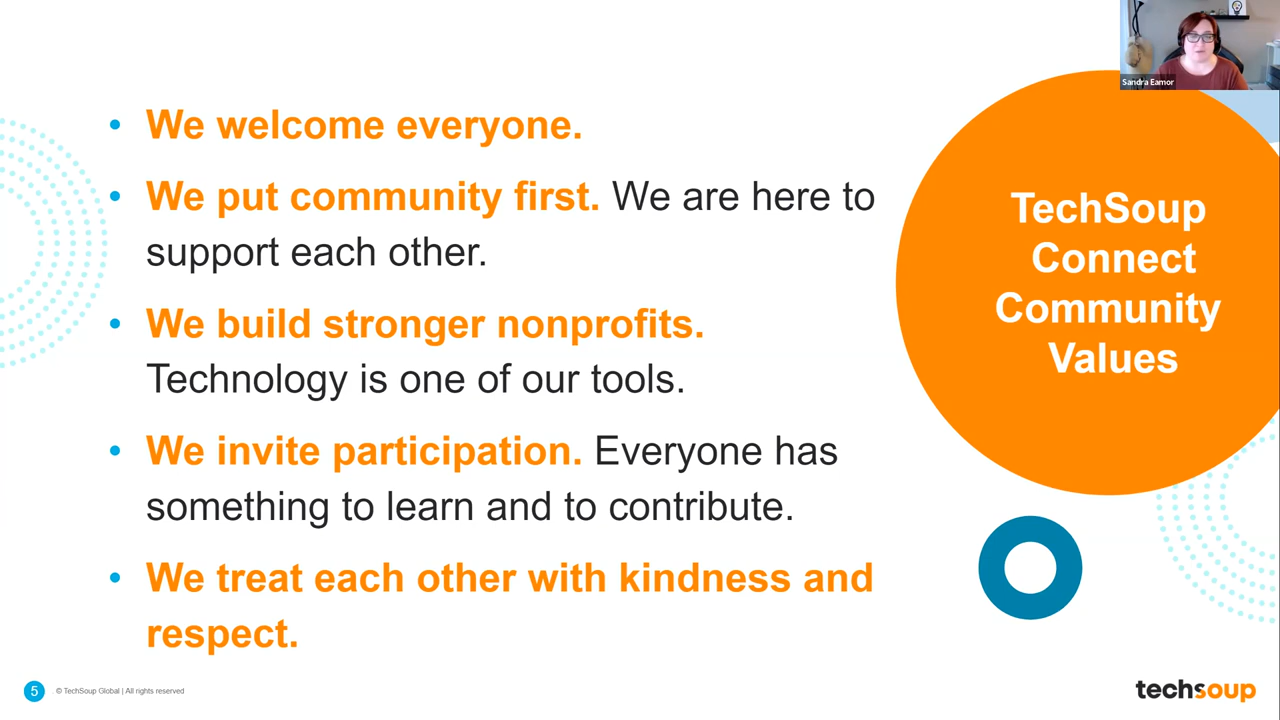 Sandra Eamor
• We welcome everyone.
• We put community first. We are here to
support each other.
• We build stronger nonprofits.
Technology is one of our tools.
• We invite participation. Everyone has
something to learn and to contribute.
• We treat each other with kindness and
respect.
TechSoup
Connect
Community
Values
5
© TechSoup Global | All rights reserved
techsoup